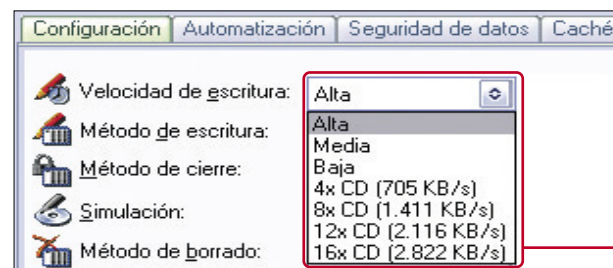 Configuración Automatización Seguridad de datos Caché
Velocidad de escritura: Alta
Método de escritura: Alta
Media
Método de cierre: Baja
4x CD (705 KB/s)
Simulación: 8x CD (1.411 KB/s)
12x CD (2.116 KB/s)
Método de borrado: 16x CD (2.822 KB/s)